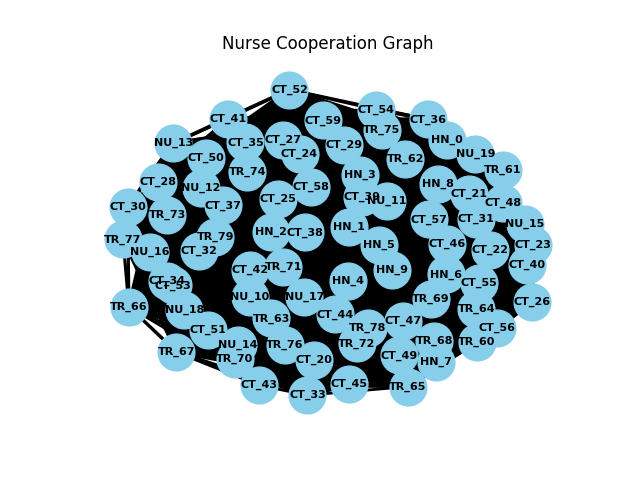 Nurse Cooperation Graph
CT_52
CT_54
CT_41
CT_59
CT_36
TR_75
NU_13
CT_35
CT_27
CT_29
HN_0
CT_24
NU_19
CT_50
TR_62
TR_74
TR_61
HN_3
CT_28
NU_12
CT_58
HN_8
CT_21
CT_25
CT_39
NU_11
CT_48
CT_30
CT_37
TR_73
CT_57
CT_31
NU_15
HN_1
HN_2
CT_38
TR_77
TR_79
HN_5
CT_46
CT_23
NU_16
CT_32
CT_22
CT_40
CT_42
TR_71
HN_9
HN_6
CT_34
CT_53
HN_4
CT_55
NU_10
NU_17
TR_69
CT_26
TR_66
NU_18
TR_64
CT_44
TR_63
CT_47
CT_51
TR_78
CT_56
NU_14
TR_76
TR_72
TR_68
TR_60
TR_67
TR_70
CT_20
CT_49
HN_7
CT_43
CT_45
TR_65
CT_33